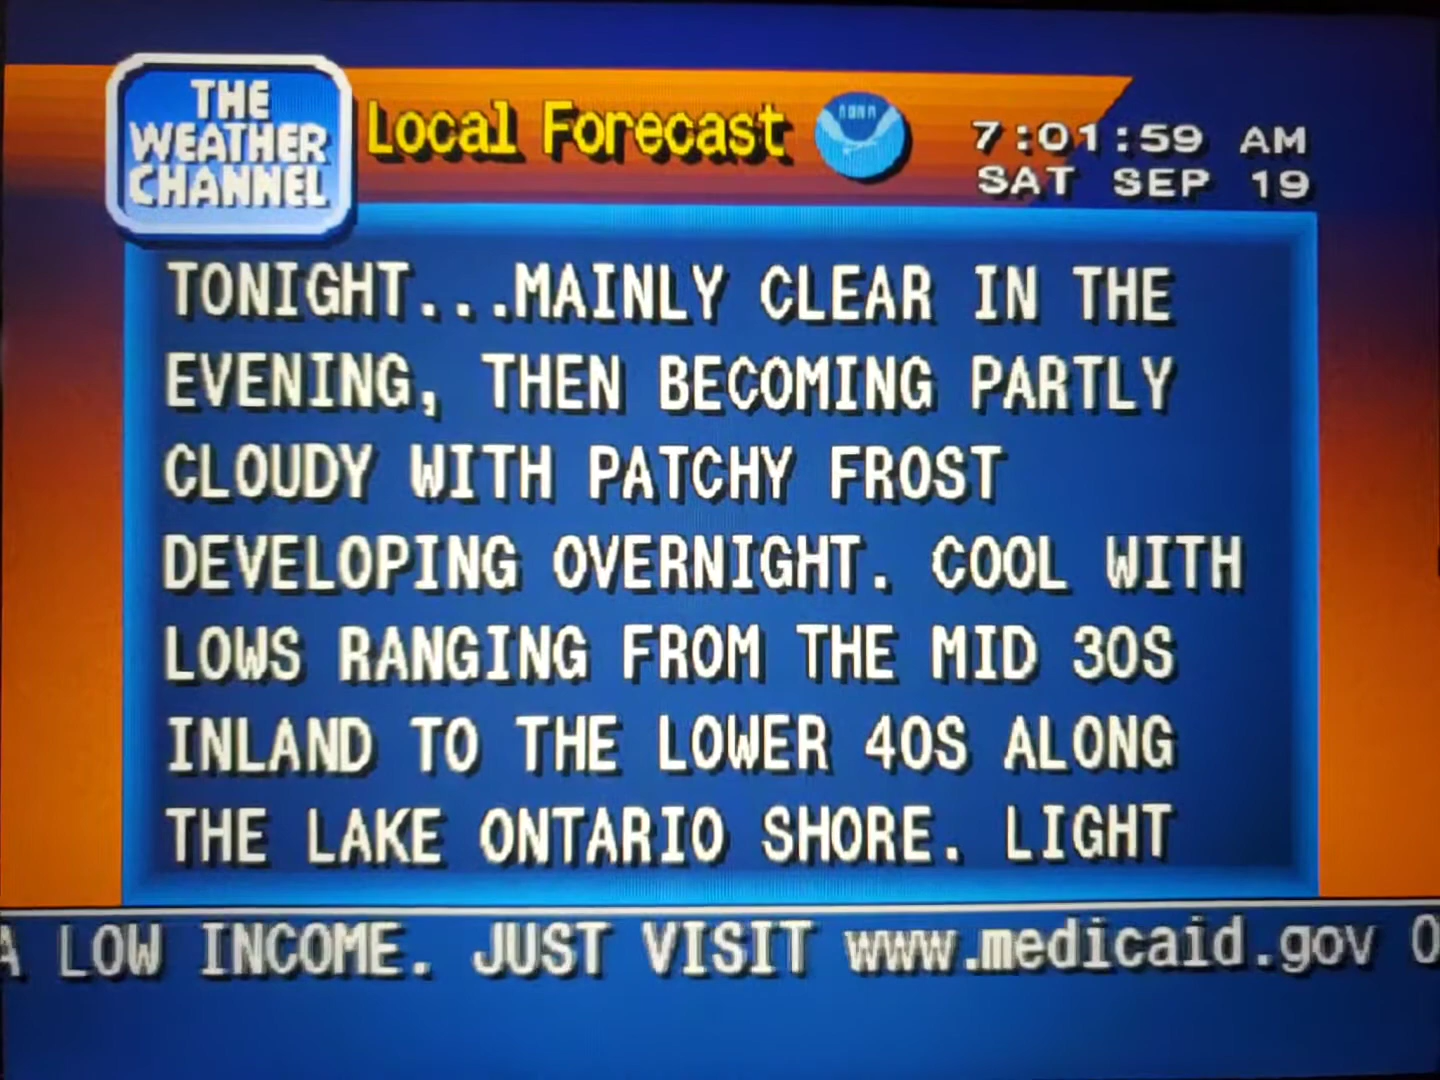 THE
WEATHER
CHANNEL
Local Forecast
NOAA
7:01:59 AM
SAT SEP 19
TONIGHT...MAINLY CLEAR IN THE
EVENING, THEN BECOMING PARTLY
CLOUDY WITH PATCHY FROST
DEVELOPING OVERNIGHT. COOL WITH
LOWS RANGING FROM THE MID 30S
INLAND TO THE LOWER 40S ALONG
THE LAKE ONTARIO SHORE. LIGHT
A LOW INCOME. JUST VISIT www.medicaid.gov O